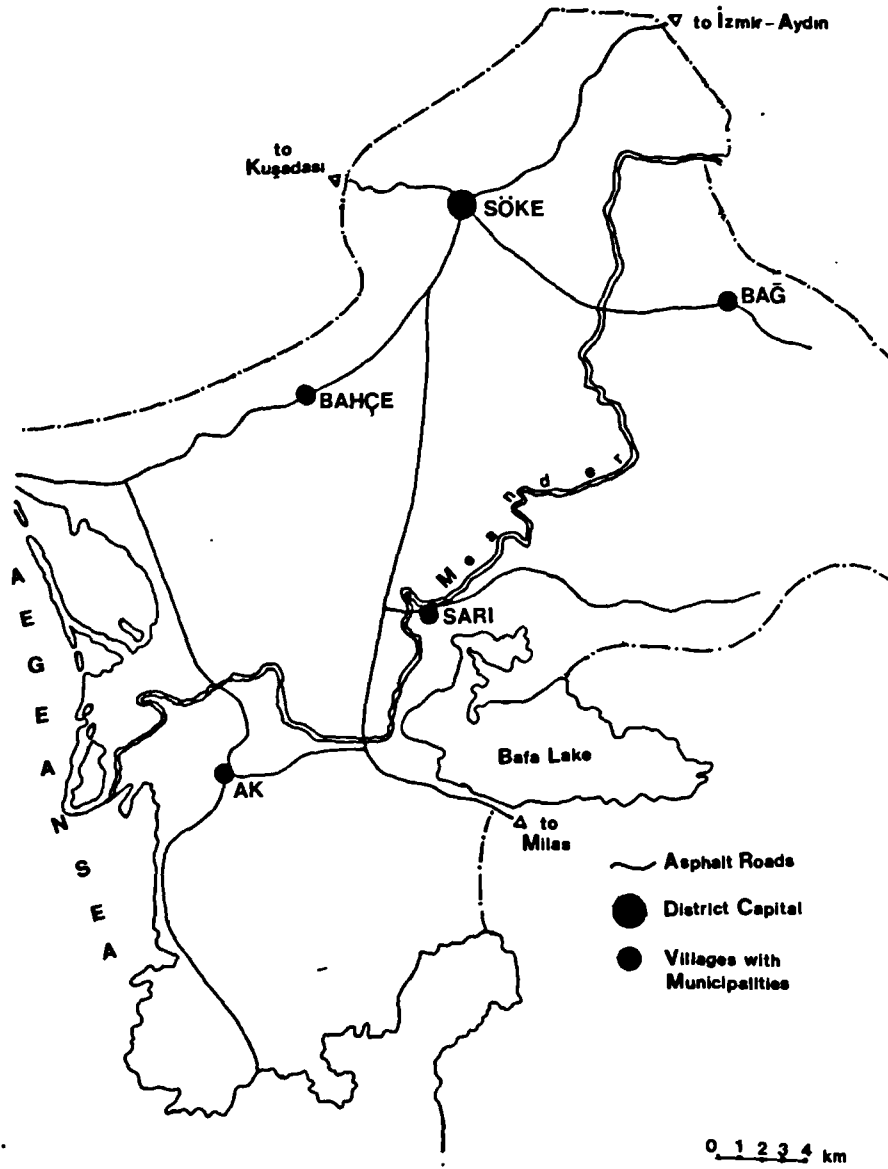 to İzmir-Aydın
to
Kuşadası
SÖKE
BAĞ
BAHÇE
Meander
SARI
AEGEAN SEA
Bafa Lake
AK
to
Milas
Asphalt Roads
District Capital
Villages with
Municipalities
0 1 2 3 4 km